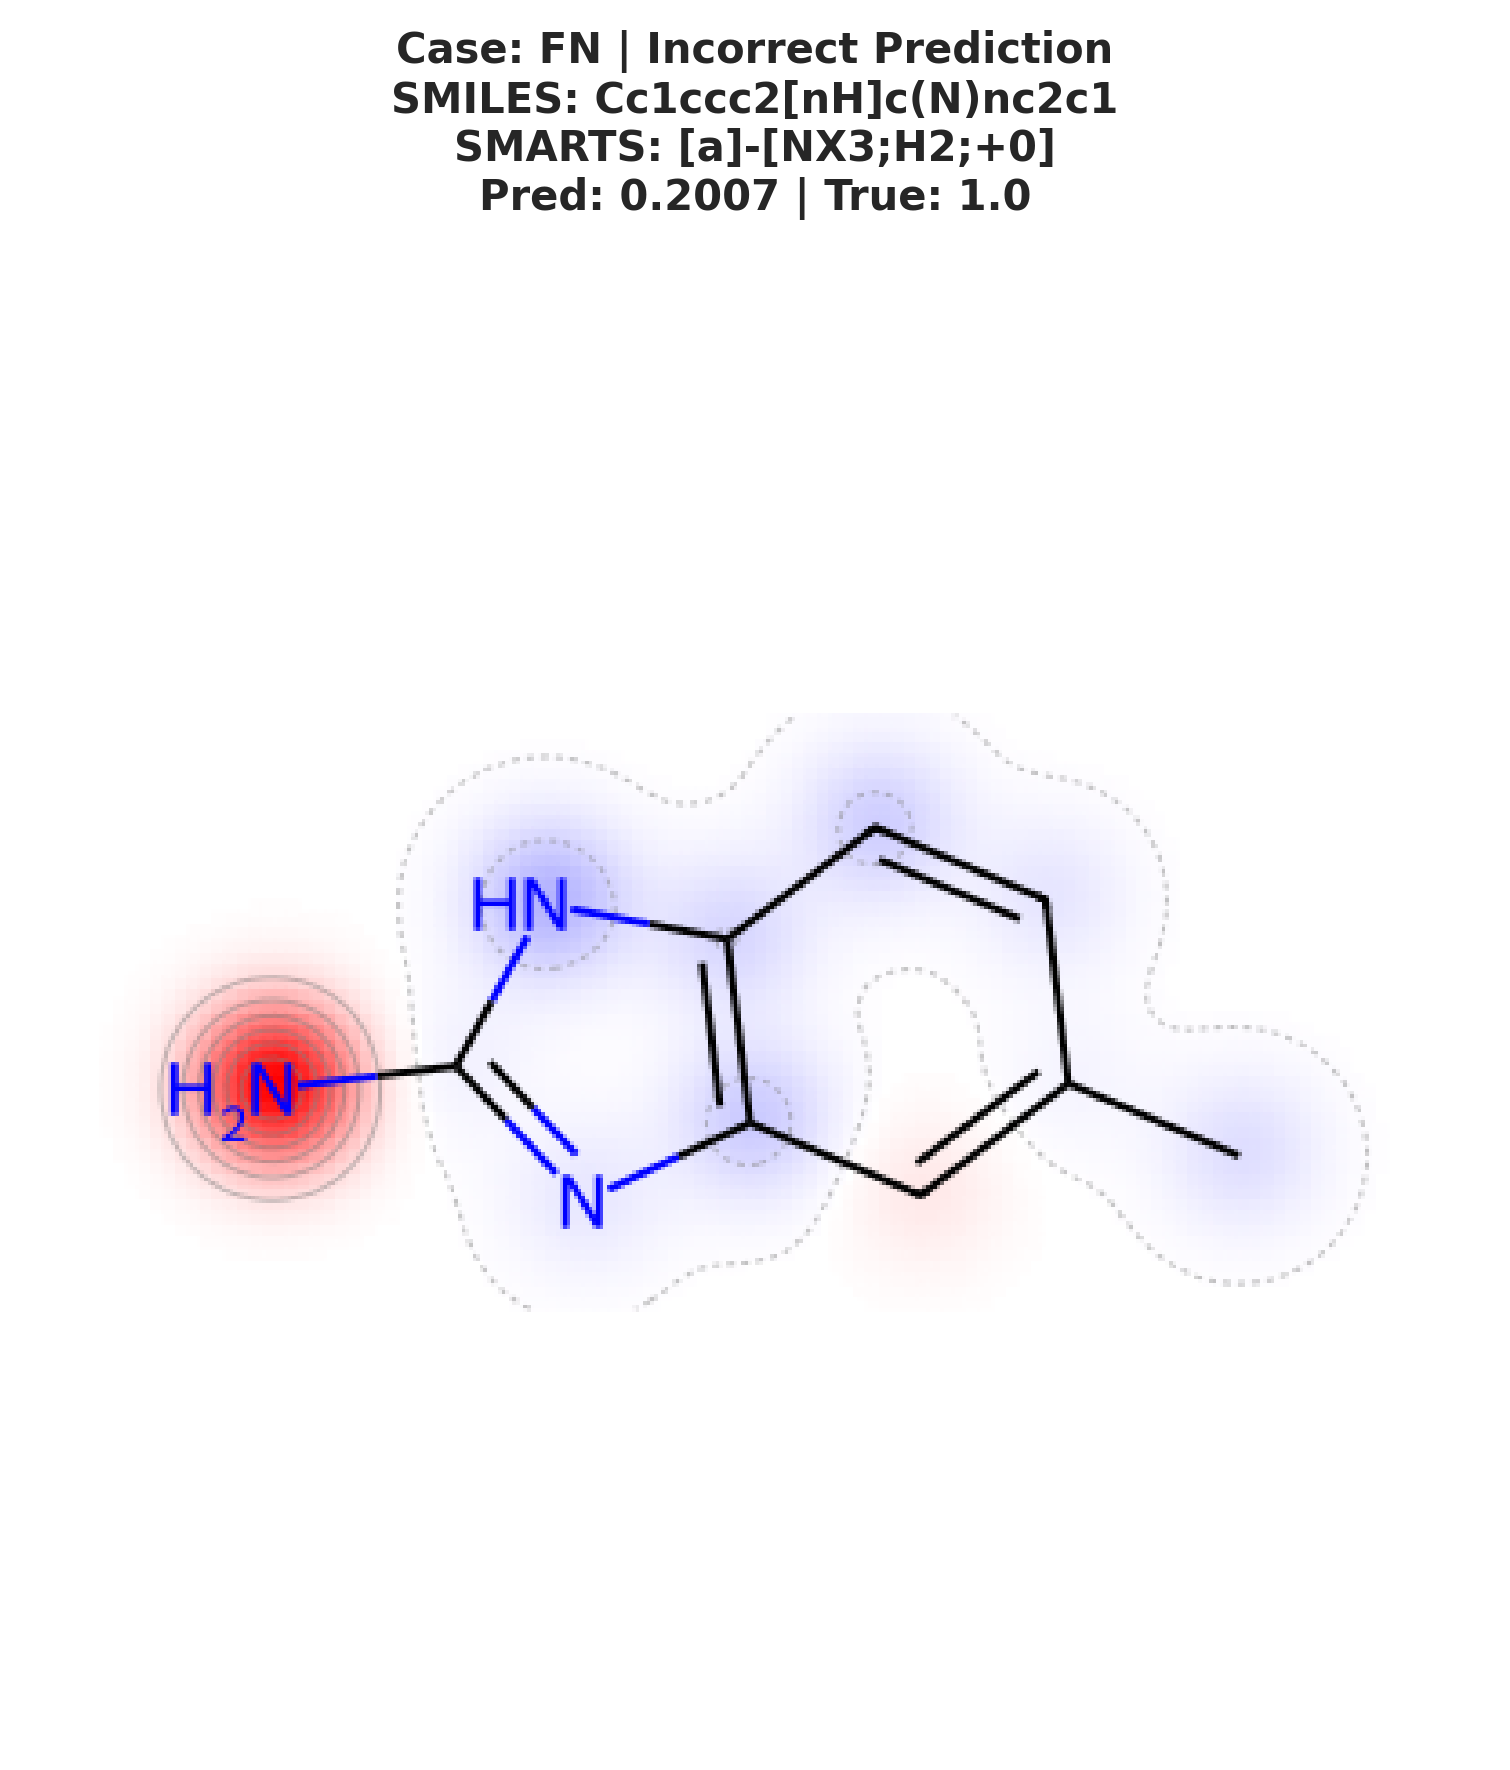 Case: FN | Incorrect Prediction
SMILES: Cc1ccc2[nH]c(N)nc2c1
SMARTS: [a]-[NX3;H2;+0]
Pred: 0.2007 | True: 1.0
HN
H2N
N